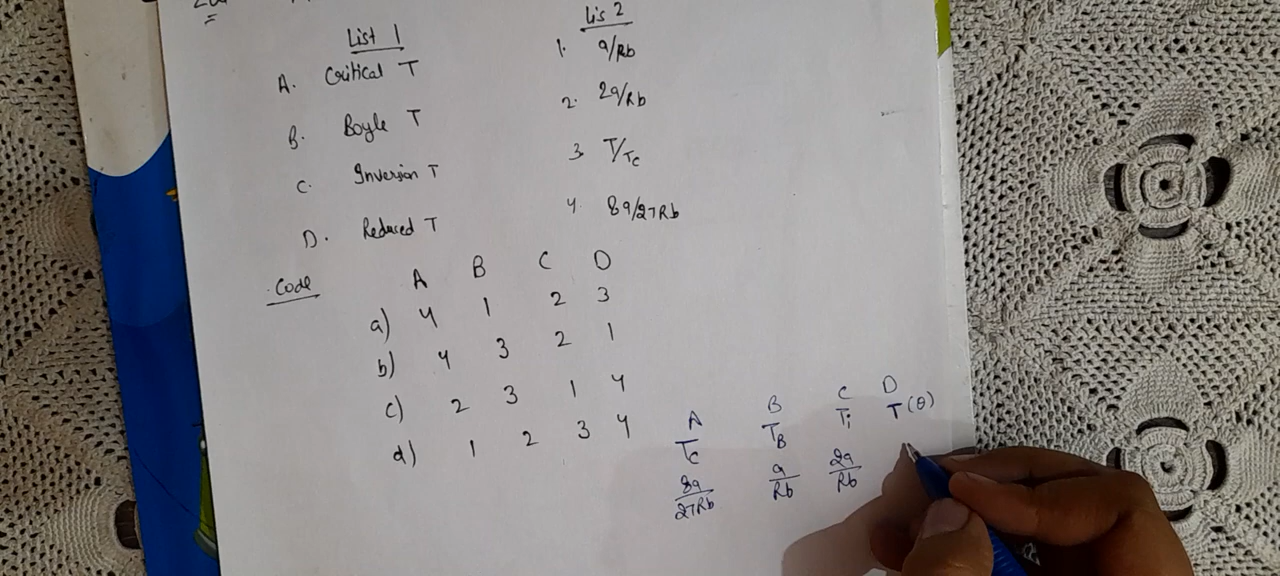 List 1
Lis 2
A. Critical T
1. a/Rb
B. Boyle T
2. 2a/Rb
C. Inversion T
3 T/Tc
D. Reduced T
4. 8a/27Rb
Code
A B C D
a) 4 1 2 3
b) 4 3 2 1
c) 2 3 1 4
d) 1 2 3 4
A B C D
Tc TB Ti T (θ)
8a/27Rb a/Rb 2a/Rb